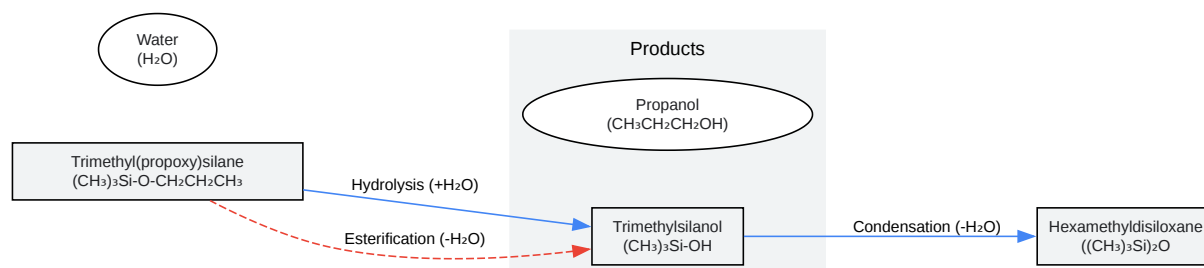 Water
(H₂O)
Products
Propanol
(CH₃CH₂CH₂OH)
Trimethyl(propoxy)silane
(CH₃)₃Si-O-CH₂CH₂CH₃
Hydrolysis (+H₂O)
Esterification (-H₂O)
Trimethylsilanol
(CH₃)₃Si-OH
Condensation (-H₂O)
Hexamethyldisiloxane
((CH₃)₃Si)₂O